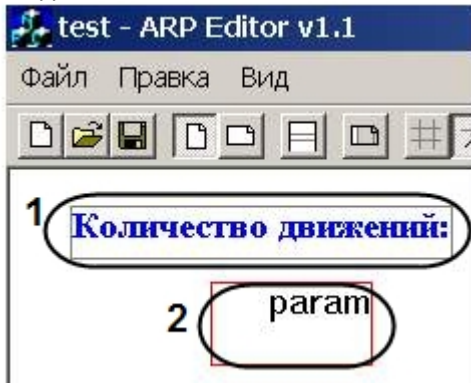 test - ARP Editor v1.1
Файл Правка Вид
1 Количество движений:
2 param